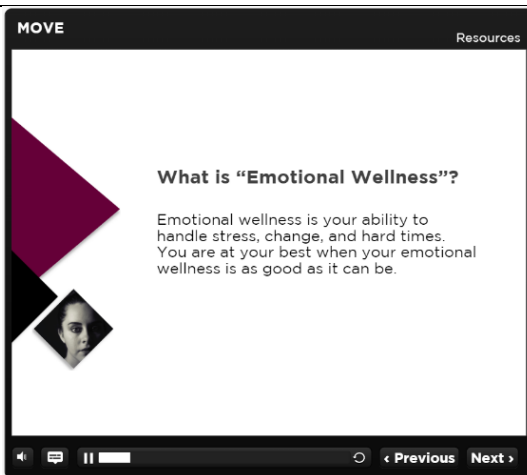 MOVE
Resources
What is “Emotional Wellness”?
Emotional wellness is your ability to
handle stress, change, and hard times.
You are at your best when your emotional
wellness is as good as it can be.
‹ Previous
Next ›